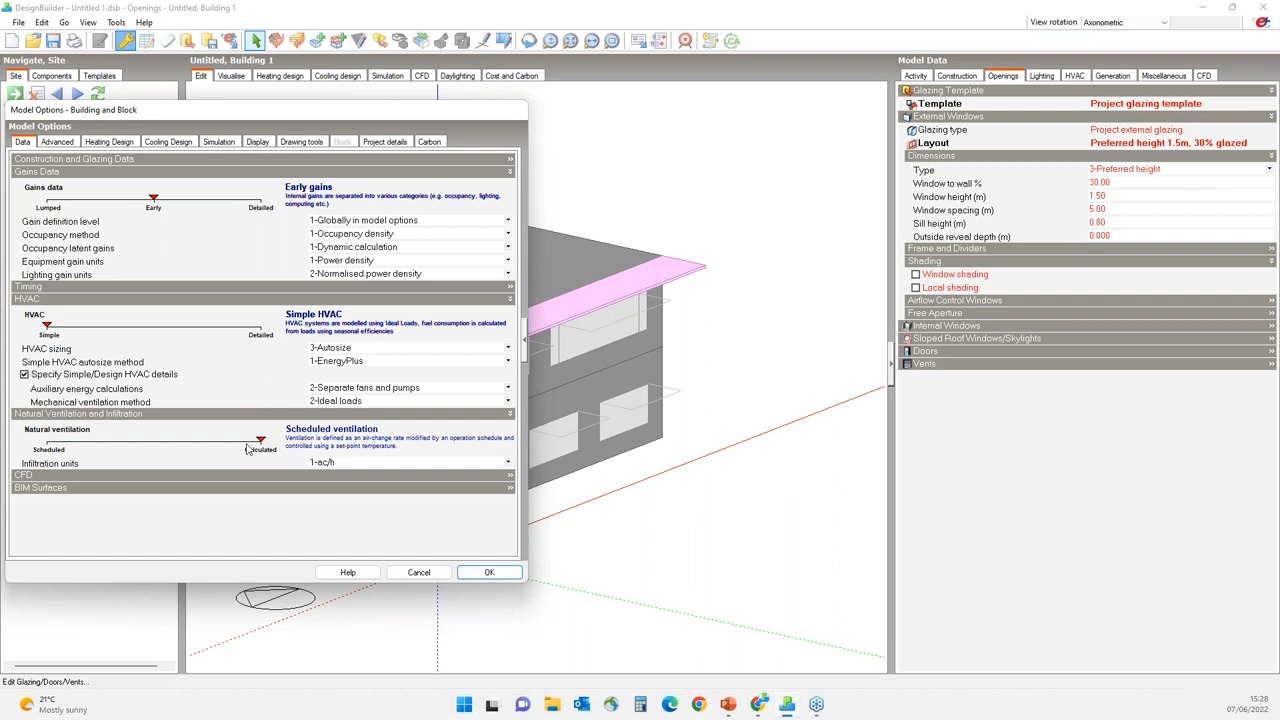 DesignBuilder - Untitled 1.dsb - Openings - Untitled, Building 1
File Edit Go View Tools Help
View rotation Axonometric
Navigate, Site
Untitled, Building 1
Model Data
Site Components Templates
Edit Visualise Heating design Cooling design Simulation CFD Daylighting Cost and Carbon
Activity Construction Openings Lighting HVAC Generation Miscellaneous CFD
Model Options - Building and Block
Model Options
Data Advanced Heating Design Cooling Design Simulation Display Drawing tools Block Project details Carbon
Construction and Glazing Data
Gains Data
Gains data
Lumped Early Detailed
Early gains
Internal gains are separated into various categories (e.g. occupancy, lighting,
computing etc.)
Gain definition level 1-Globally in model options
Occupancy method 1-Occupancy density
Occupancy latent gains 1-Dynamic calculation
Equipment gain units 1-Power density
Lighting gain units 2-Normalised power density
Timing
HVAC
HVAC
Simple Detailed
Simple HVAC
HVAC systems are modelled using Ideal Loads, fuel consumption is calculated
from loads using seasonal efficiencies
HVAC sizing 3-Autosize
Simple HVAC autosize method 1-EnergyPlus
Specify Simple/Design HVAC details
Auxiliary energy calculations 2-Separate fans and pumps
Mechanical ventilation method 2-Ideal loads
Natural Ventilation and Infiltration
Natural ventilation
Scheduled
Scheduled ventilation
Ventilation is defined as an air-change rate modified by an operation schedule and
controlled using a set-point temperature.
Infiltration units 1-ac/h
CFD
BIM Surfaces
Help Cancel OK
Glazing Template
Template Project glazing template
External Windows
Glazing type Project external glazing
Layout Preferred height 1.5m, 30% glazed
Dimensions
Type 3-Preferred height
Window to wall % 30.00
Window height (m) 1.50
Window spacing (m) 5.00
Sill height (m) 0.80
Outside reveal depth (m) 0.000
Frame and Dividers
Shading
Window shading
Local shading
Airflow Control Windows
Free Aperture
Internal Windows
Sloped Roof Windows/Skylights
Doors
Vents
Edit Glazing/Doors/Vents...
21°C
Mostly sunny
15:28
07/06/2022